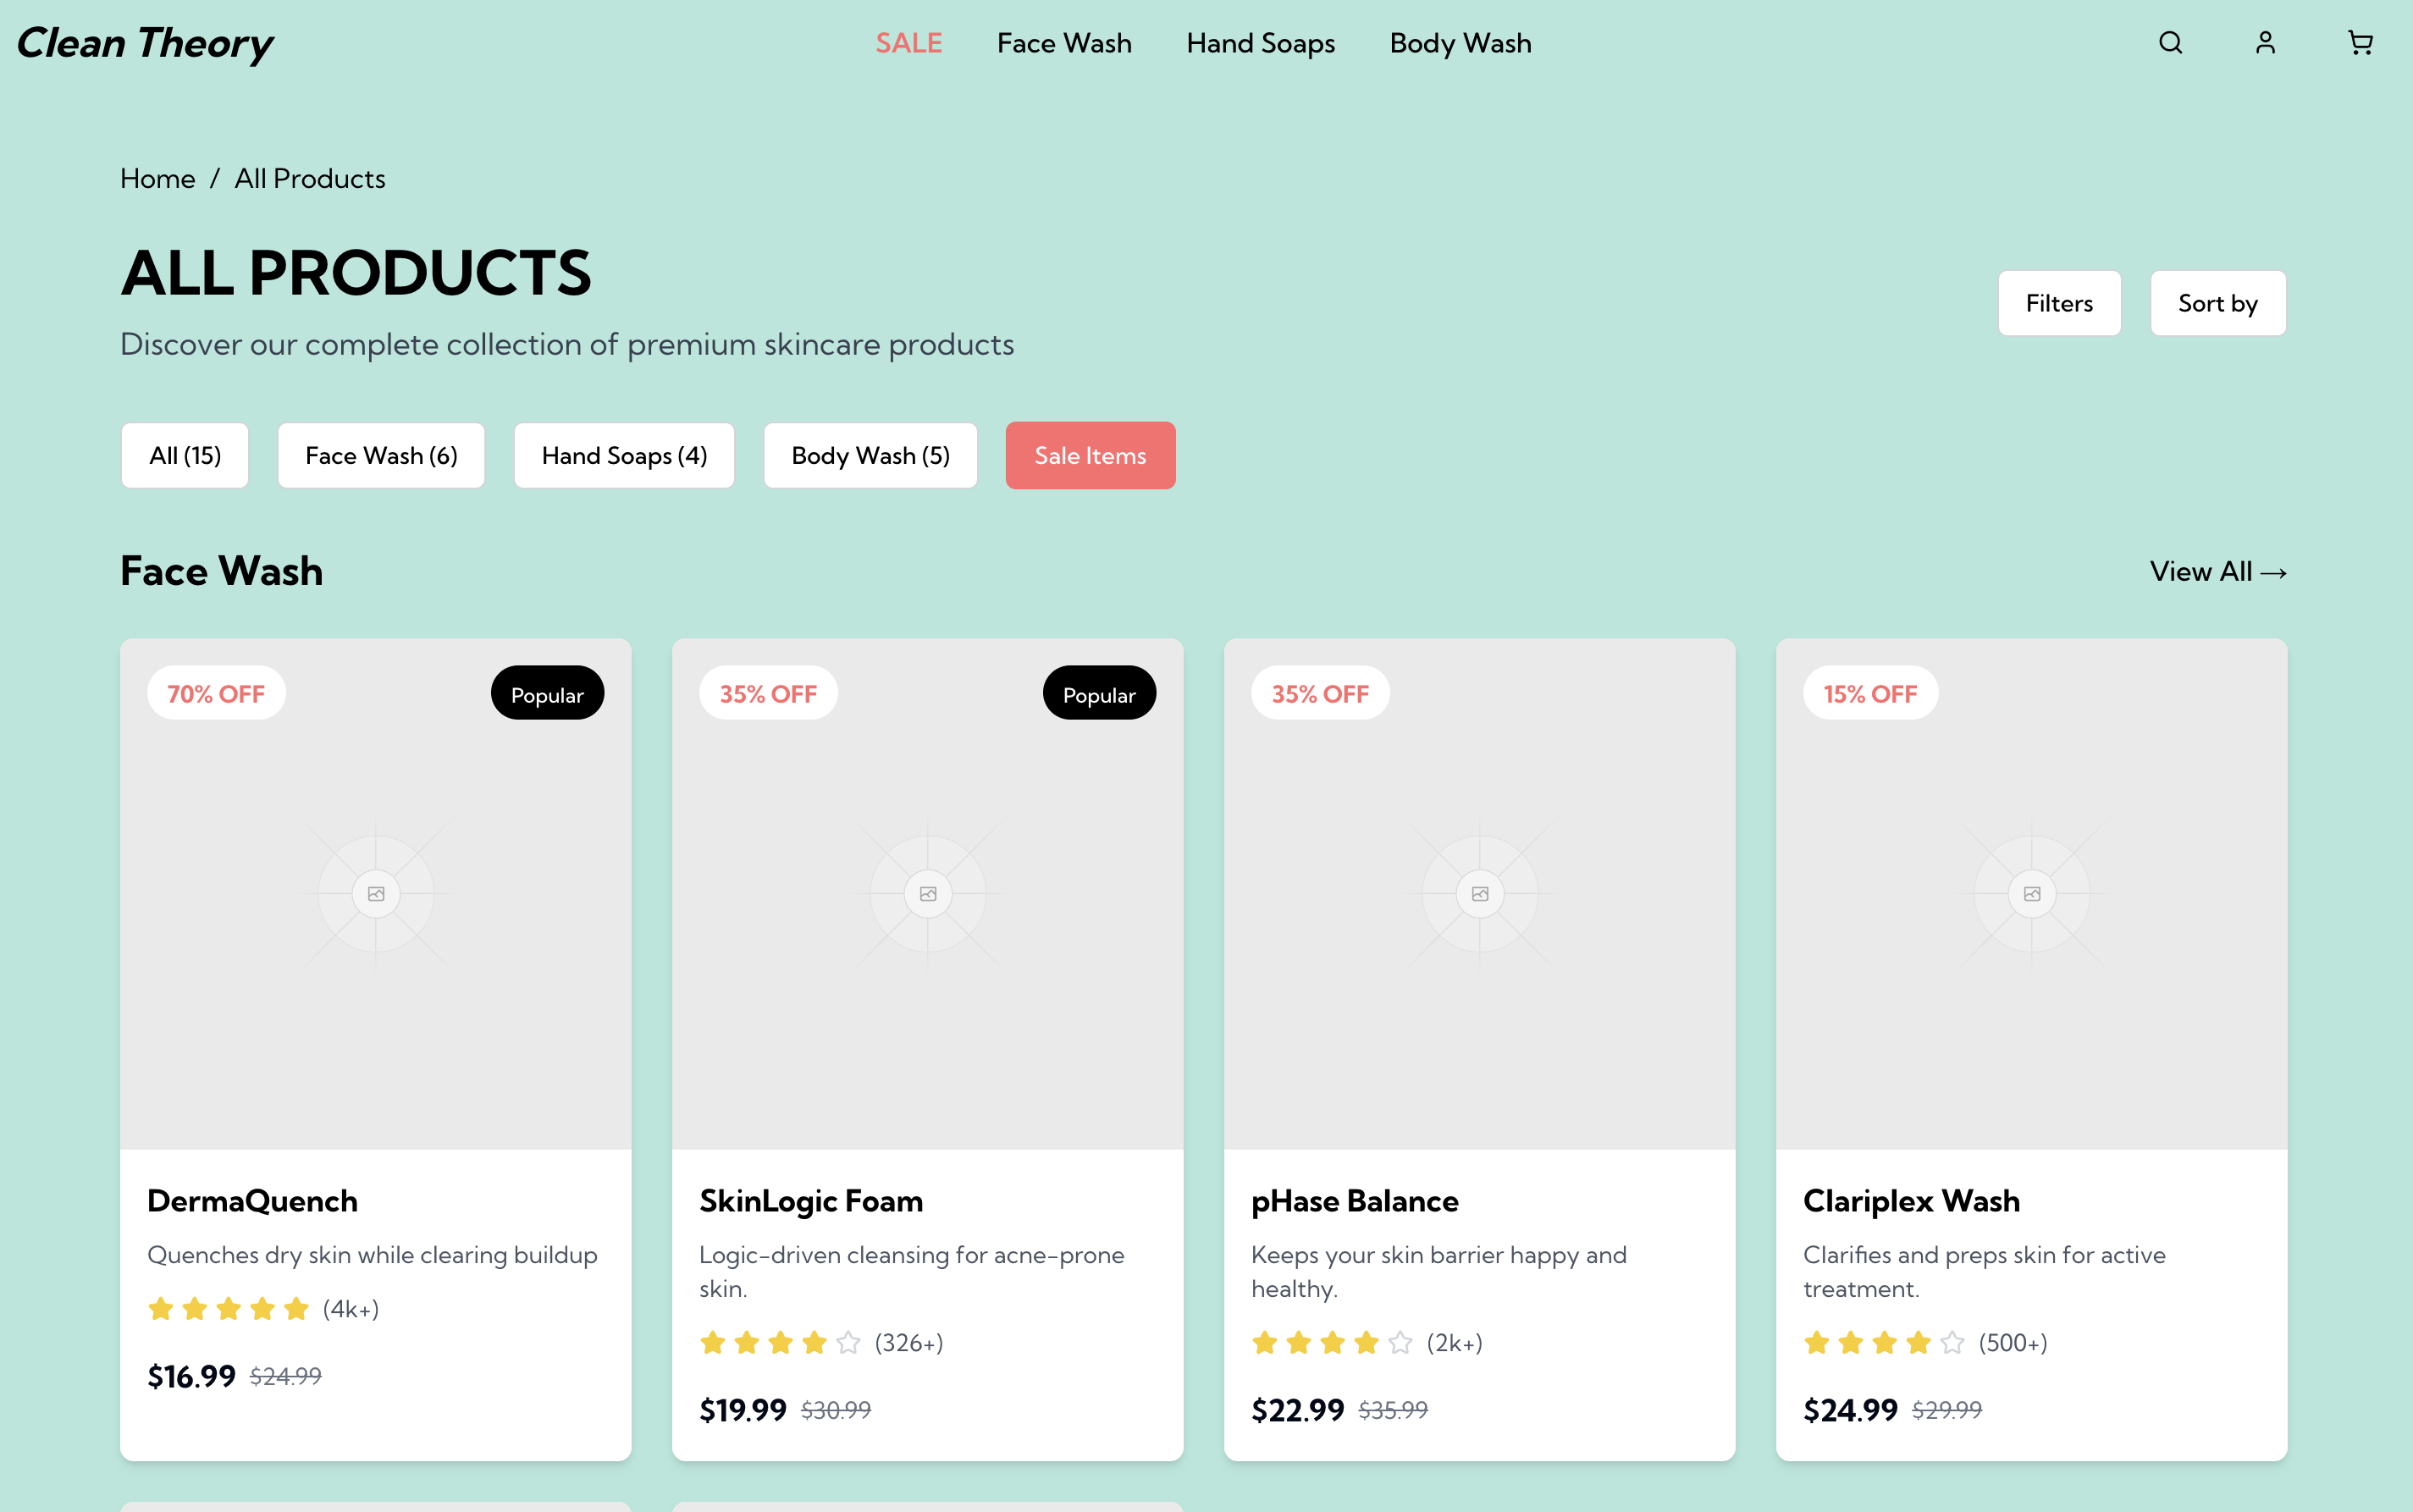 Clean Theory
SALE Face Wash Hand Soaps Body Wash
Home / All Products
ALL PRODUCTS
Discover our complete collection of premium skincare products
Filters Sort by
All (15) Face Wash (6) Hand Soaps (4) Body Wash (5) Sale Items
Face Wash
View All →
70% OFF
Popular
DermaQuench
Quenches dry skin while clearing buildup
(4k+)
$16.99 $24.99
35% OFF
Popular
SkinLogic Foam
Logic-driven cleansing for acne-prone
skin.
(326+)
$19.99 $30.99
35% OFF
pHase Balance
Keeps your skin barrier happy and
healthy.
(2k+)
$22.99 $35.99
15% OFF
Clariplex Wash
Clarifies and preps skin for active
treatment.
(500+)
$24.99 $29.99